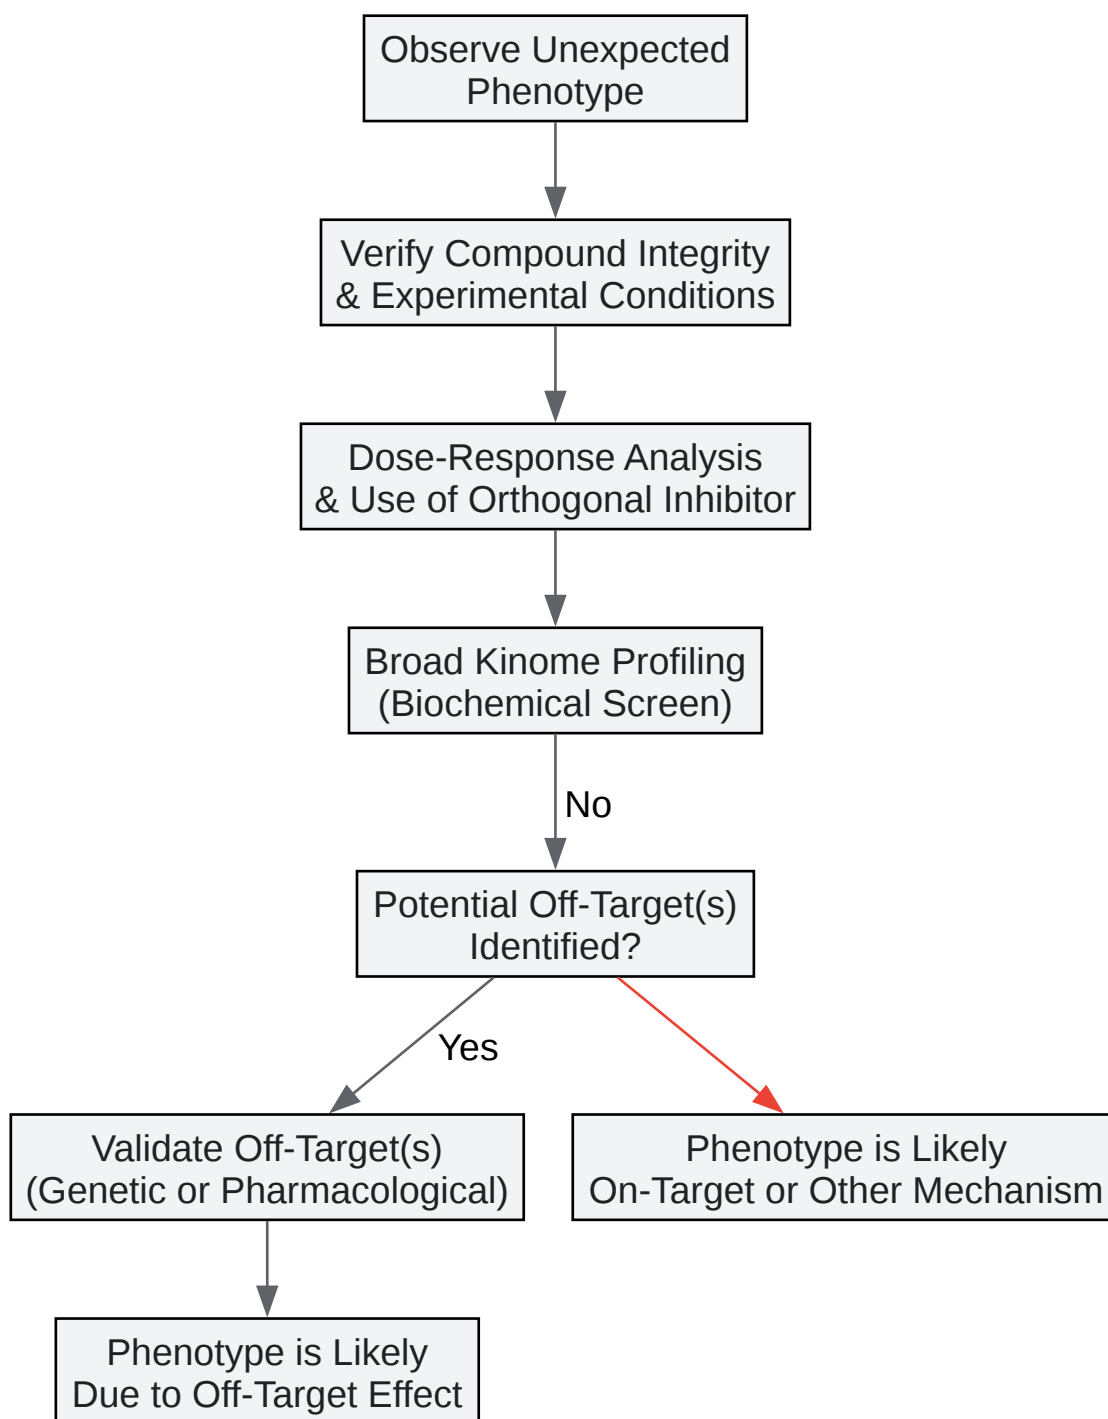 Observe Unexpected
Phenotype
Verify Compound Integrity
& Experimental Conditions
Dose-Response Analysis
& Use of Orthogonal Inhibitor
Broad Kinome Profiling
(Biochemical Screen)
No
Potential Off-Target(s)
Identified?
Yes
Validate Off-Target(s)
(Genetic or Pharmacological)
Phenotype is Likely
On-Target or Other Mechanism
Phenotype is Likely
Due to Off-Target Effect